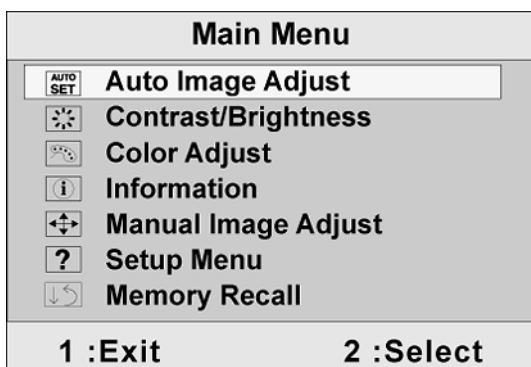 Main Menu
AUTO SET Auto Image Adjust
Contrast/Brightness
Color Adjust
i Information
Manual Image Adjust
? Setup Menu
Memory Recall
1 :Exit 2 :Select